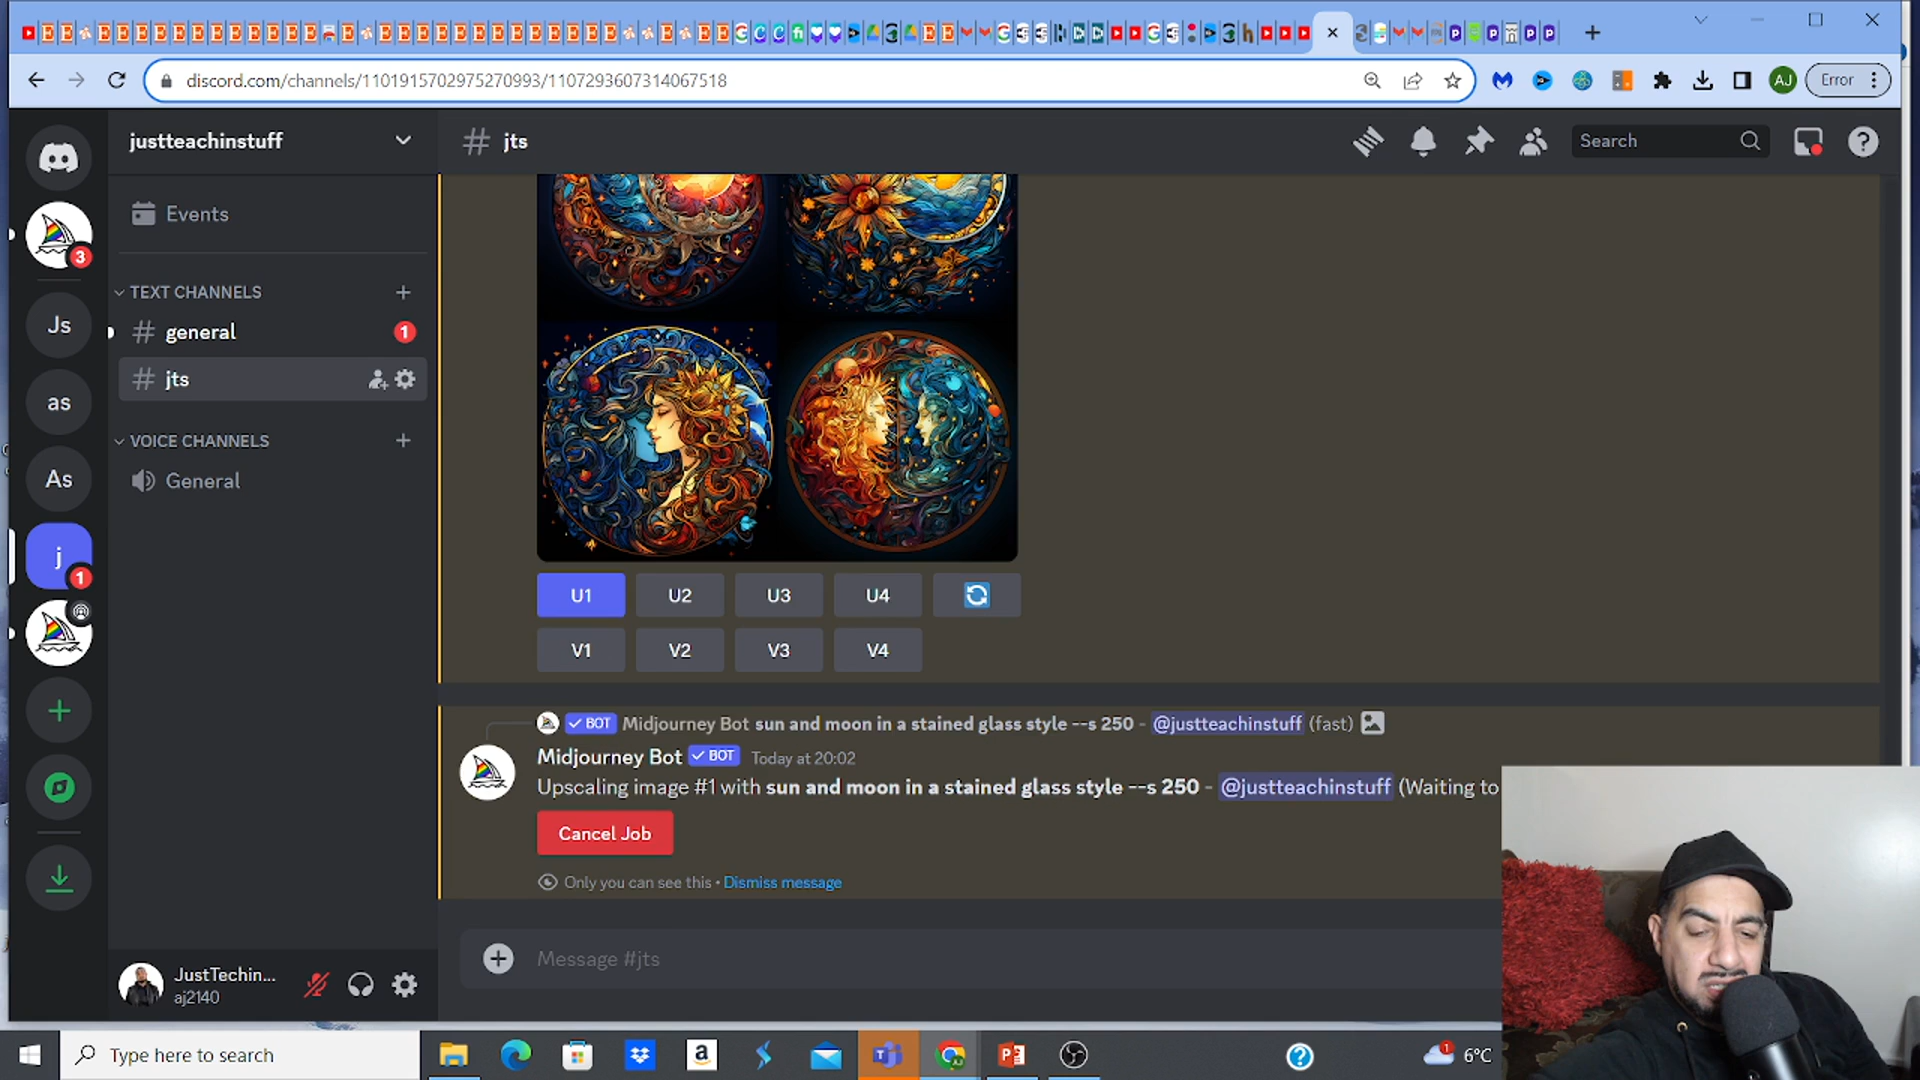 discord.com/channels/1101915702975270993/1107293607314067518
AJ
Error
justteachinstuff
jts
Search
Events
3
TEXT CHANNELS
Js
general
1
jts
as
VOICE CHANNELS
As
General
j
1
U1
U2
U3
U4
V1
V2
V3
V4
BOT Midjourney Bot sun and moon in a stained glass style --s 250 - @justteachinstuff (fast)
Midjourney Bot BOT Today at 20:02
Upscaling image #1 with sun and moon in a stained glass style --s 250 - @justteachinstuff (Waiting to
Cancel Job
Only you can see this • Dismiss message
Message #jts
JustTechin...
aj2140
Type here to search
1
6°C